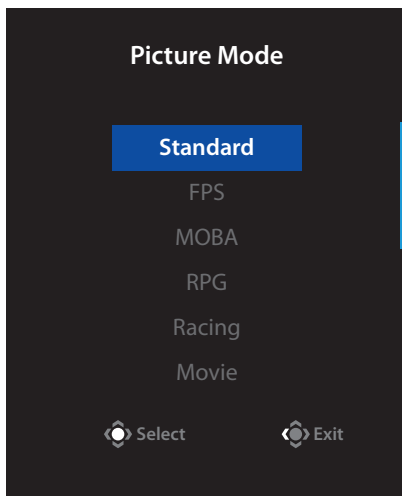 Picture Mode
Standard
FPS
MOBA
RPG
Racing
Movie
Select Exit